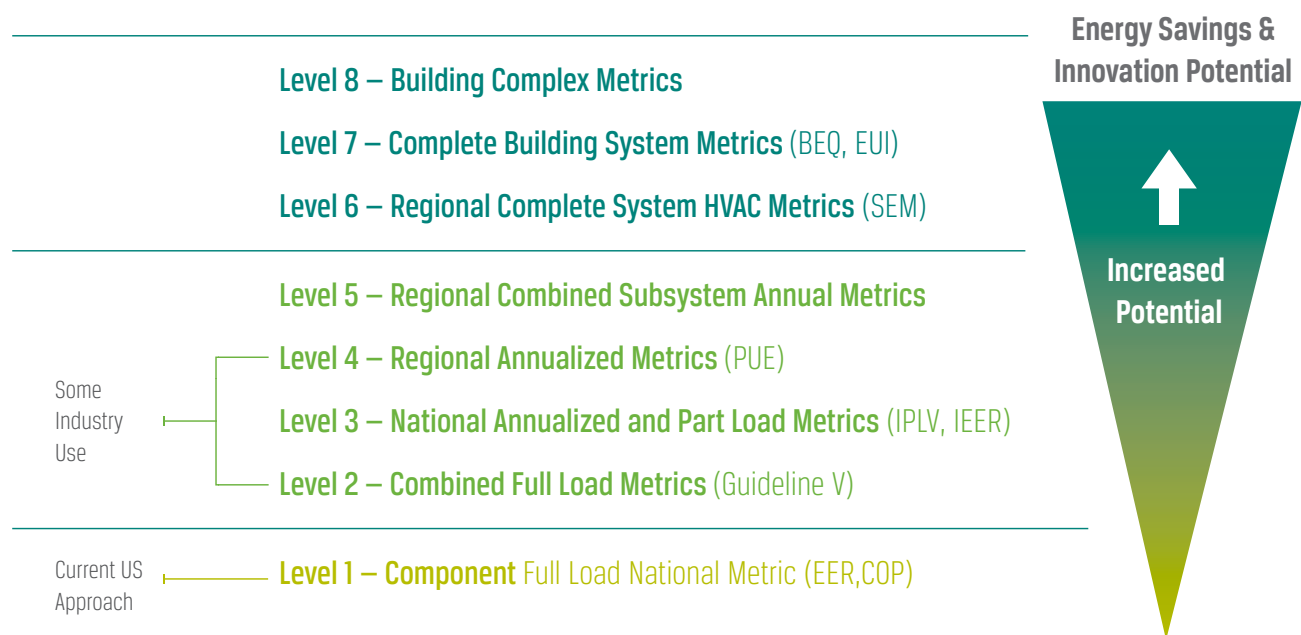 Energy Savings &
Innovation Potential
Level 8 – Building Complex Metrics
Level 7 – Complete Building System Metrics (BEQ, EUI)
Level 6 – Regional Complete System HVAC Metrics (SEM)
Increased
Potential
Level 5 – Regional Combined Subsystem Annual Metrics
Level 4 – Regional Annualized Metrics (PUE)
Some
Industry
Use
Level 3 – National Annualized and Part Load Metrics (IPLV, IEER)
Level 2 – Combined Full Load Metrics (Guideline V)
Current US
Approach
Level 1 – Component Full Load National Metric (EER,COP)